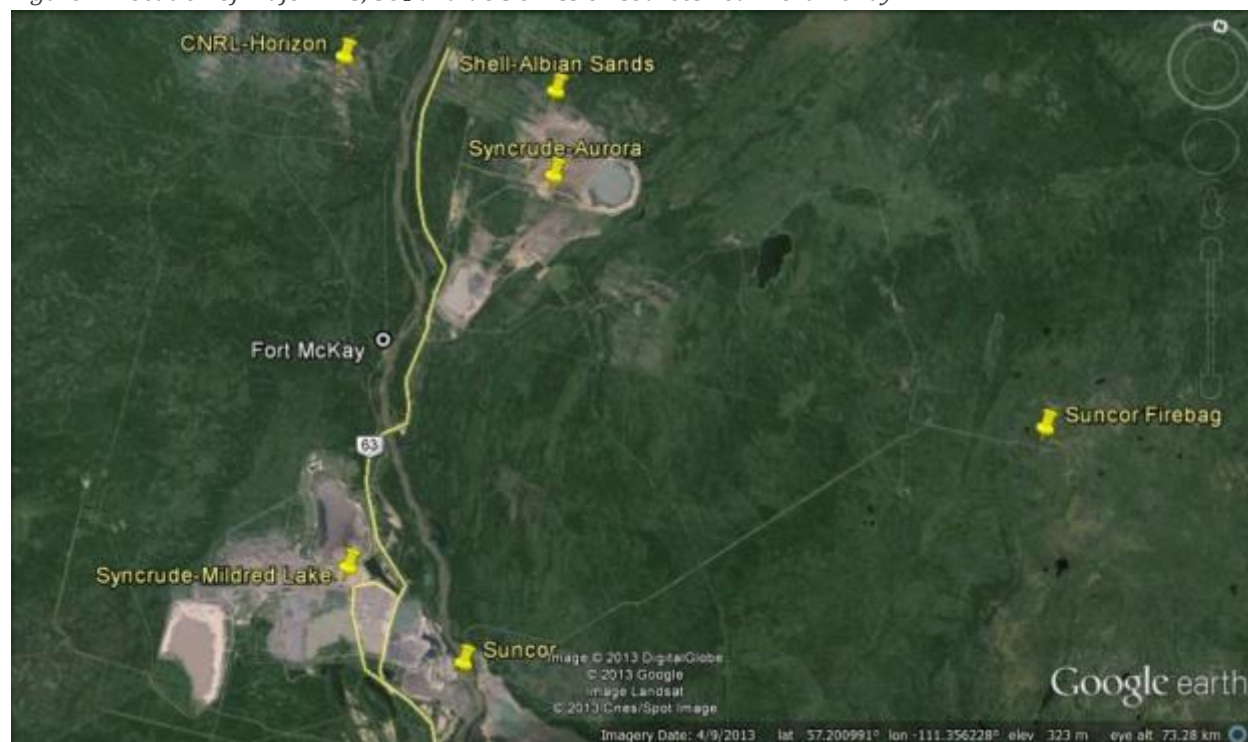 CNRL-Horizon
Shell-Albian Sands
Syncrude-Aurora
Fort McKay
63
Suncor Firebag
Syncrude-Mildred Lake
Suncor
Image © 2013 DigitalGlobe
© 2013 Google
Image Landsat
© 2013 Cnes/Spot Image
Google earth
Imagery Date: 4/9/2013 lat 57.200991° lon -111.356228° elev 323 m eye alt 73.28 km